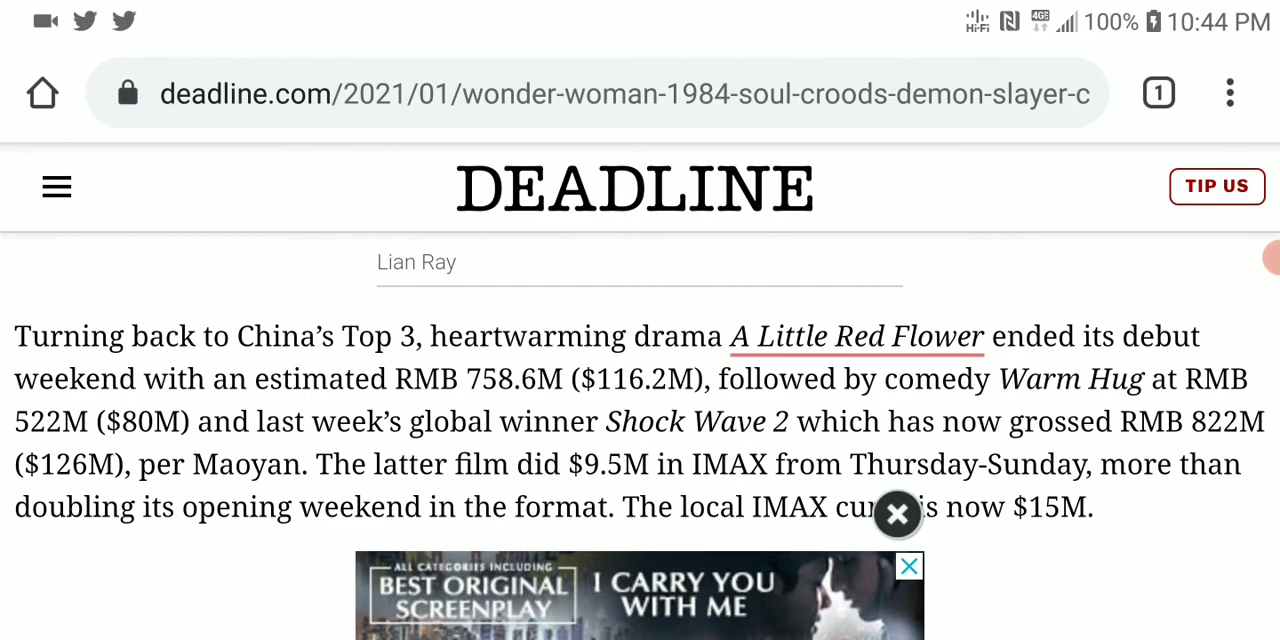 Hi-Fi 4GE 100% 10:44 PM
deadline.com/2021/01/wonder-woman-1984-soul-croods-demon-slayer-c 1
DEADLINE TIP US
Lian Ray
Turning back to China’s Top 3, heartwarming drama A Little Red Flower ended its debut
weekend with an estimated RMB 758.6M ($116.2M), followed by comedy Warm Hug at RMB
522M ($80M) and last week’s global winner Shock Wave 2 which has now grossed RMB 822M
($126M), per Maoyan. The latter film did $9.5M in IMAX from Thursday-Sunday, more than
doubling its opening weekend in the format. The local IMAX is now $15M.
ALL CATEGORIES INCLUDING
BEST ORIGINAL
SCREENPLAY
I CARRY YOU
WITH ME